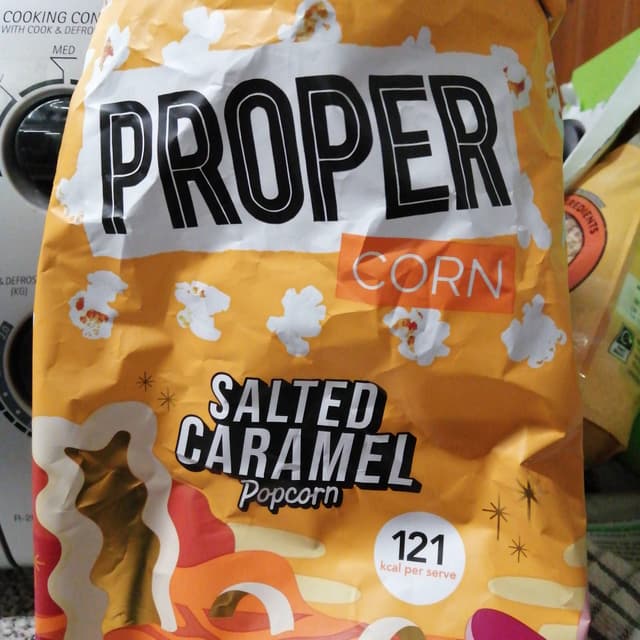 COOKING CON
WITH COOK & DEFRO
MED
PROPER
CORN
& DEFROS
(KG)
SALTED
CARAMEL
Popcorn
121
kcal per serve